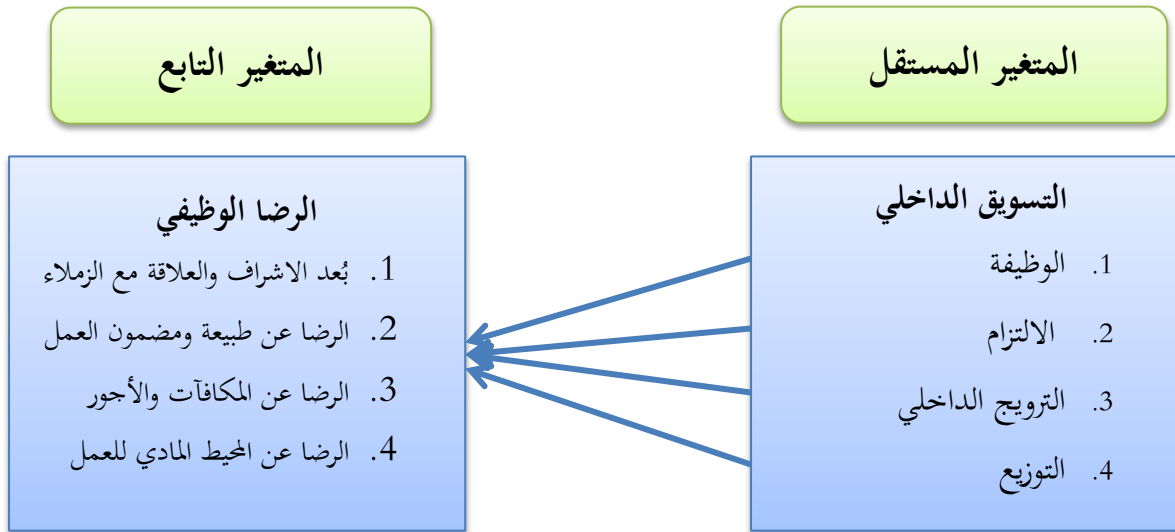 المتغير المستقل
المتغير التابع
التسويق الداخلي
1. الوظيفة
2. الالتزام
3. الترويج الداخلي
4. التوزيع
الرضا الوظيفي
1. بُعد الاشراف والعلاقة مع الزملاء
2. الرضا عن طبيعة ومضمون العمل
3. الرضا عن المكافآت والأجور
4. الرضا عن المحيط المادي للعمل